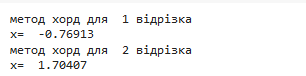 метод хорд для  1 відрізка
x=  -0.76913
метод хорд для  2 відрізка
x=  1.70407